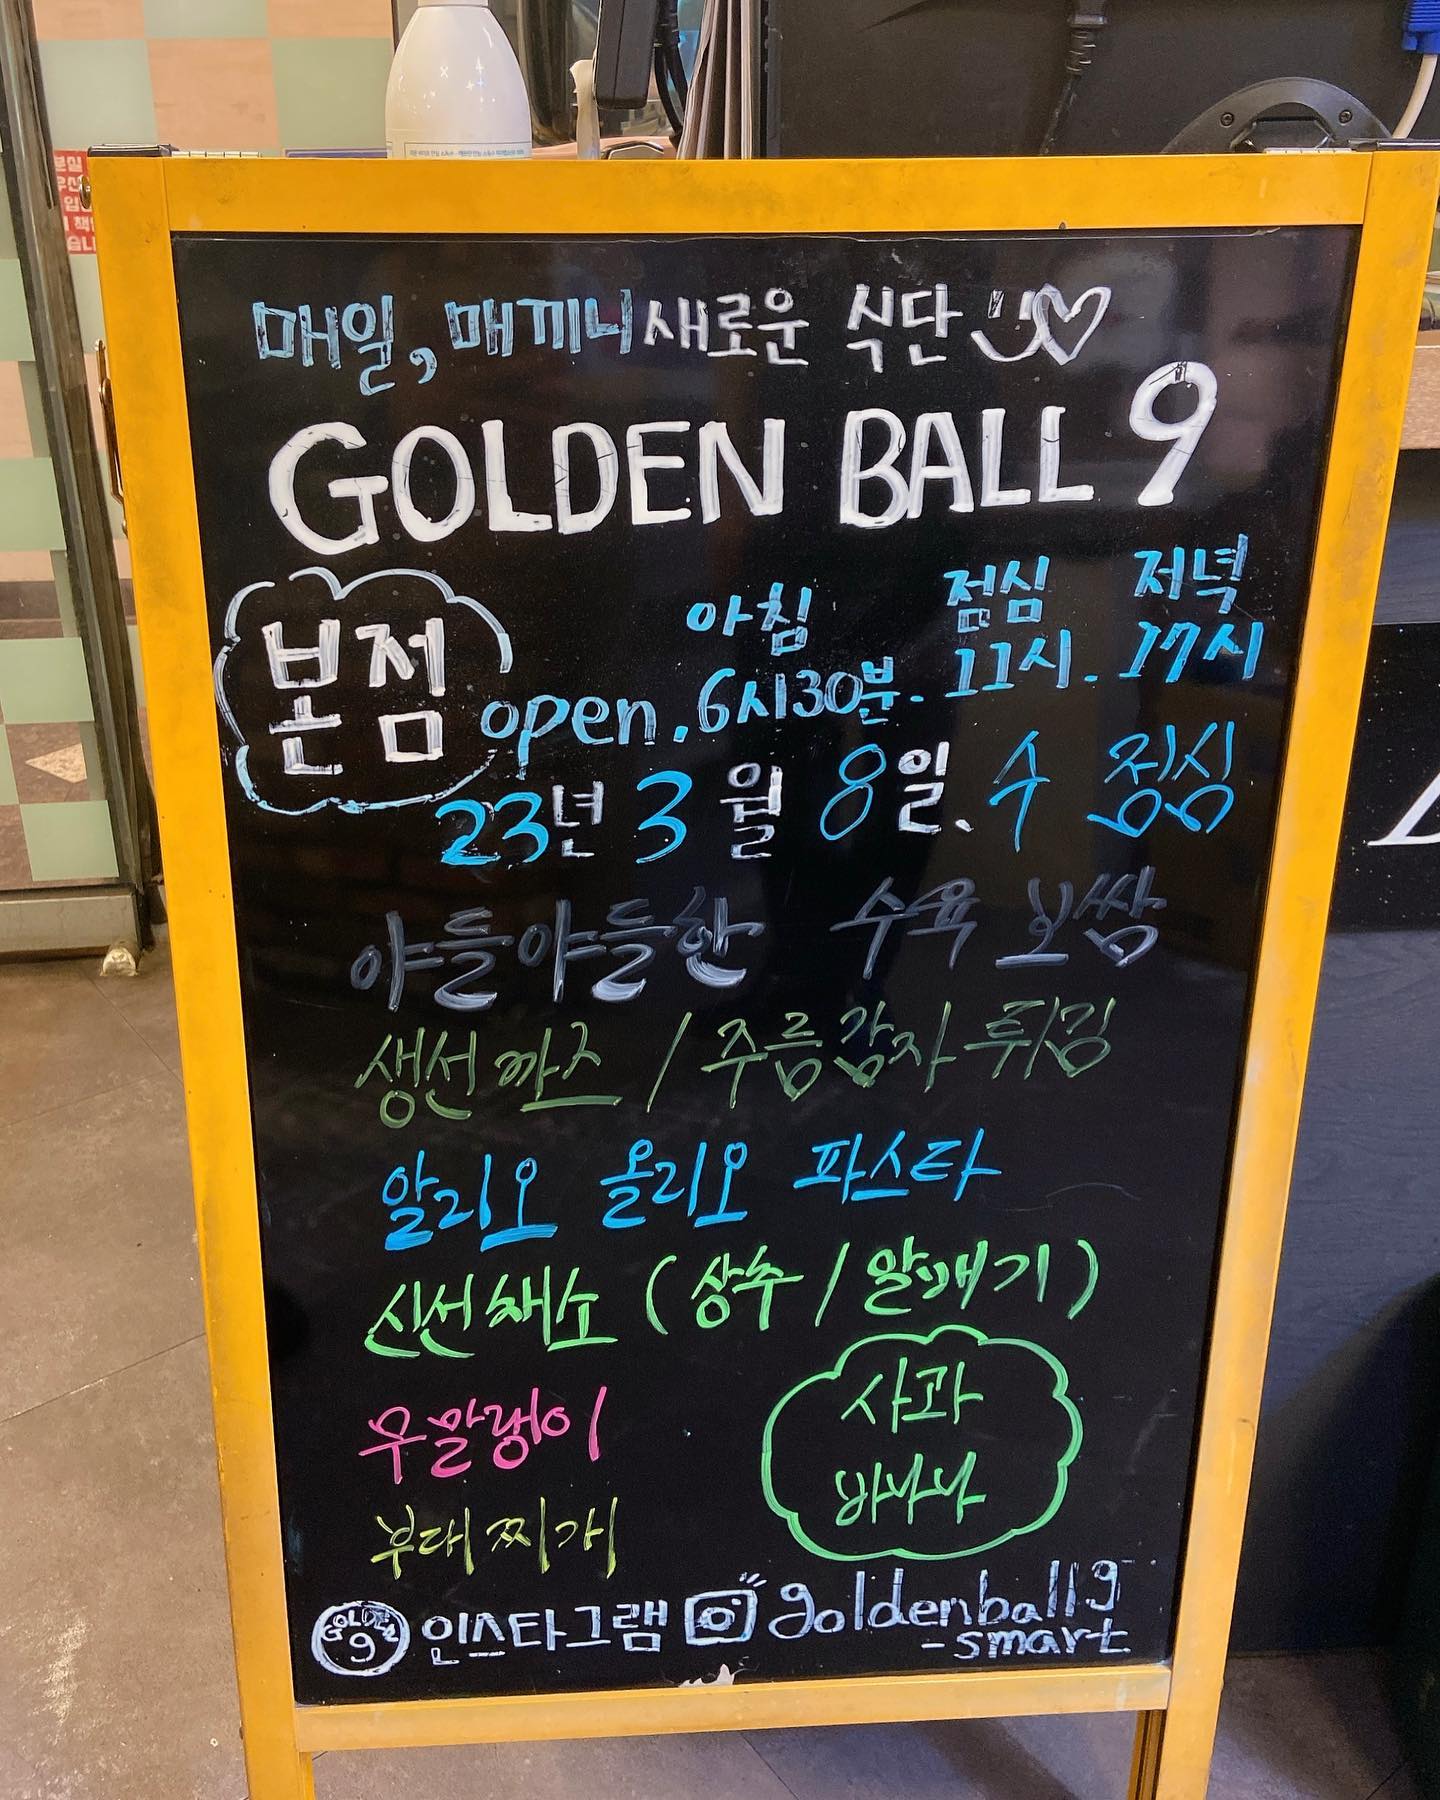 매일, 매끼니 새로운 식단
GOLDEN BALL 9
본점
아침 점심 저녁
open. 6시30분. 11시. 17시
23년 3월 8일. 수 점심
야들야들한 수육 보쌈
생선까스 / 주름감자 튀김
알리오 올리오 파스타
신선채소 (상추 / 알배기)
무말랭이
사과
바나나
부대찌개
GOLDEN 9 인스타그램 goldenball9
-smart